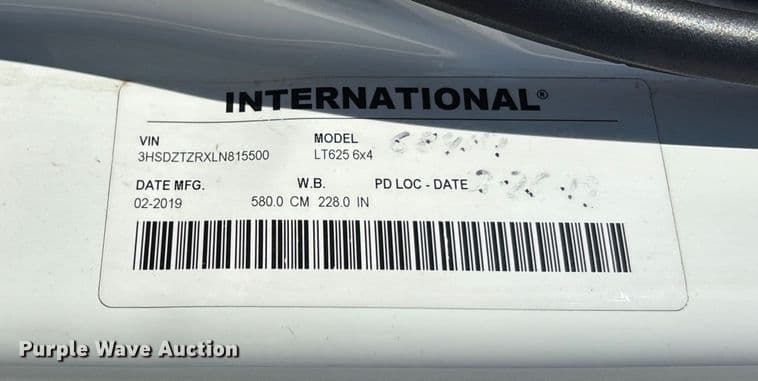 INTERNATIONAL®
VIN MODEL
3HSDZTZRXLN815500 LT625 6x4
DATE MFG. W.B. PD LOC - DATE
02-2019 580.0 CM 228.0 IN
Purple Wave Auction